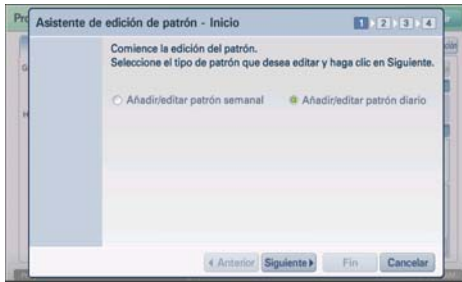 Asistente de edición de patrón - Inicio
1 2 3 4
Comience la edición del patrón.
Seleccione el tipo de patrón que desea editar y haga clic en Siguiente.
Añadir/editar patrón semanal Añadir/editar patrón diario
Anterior Siguiente Fin Cancelar